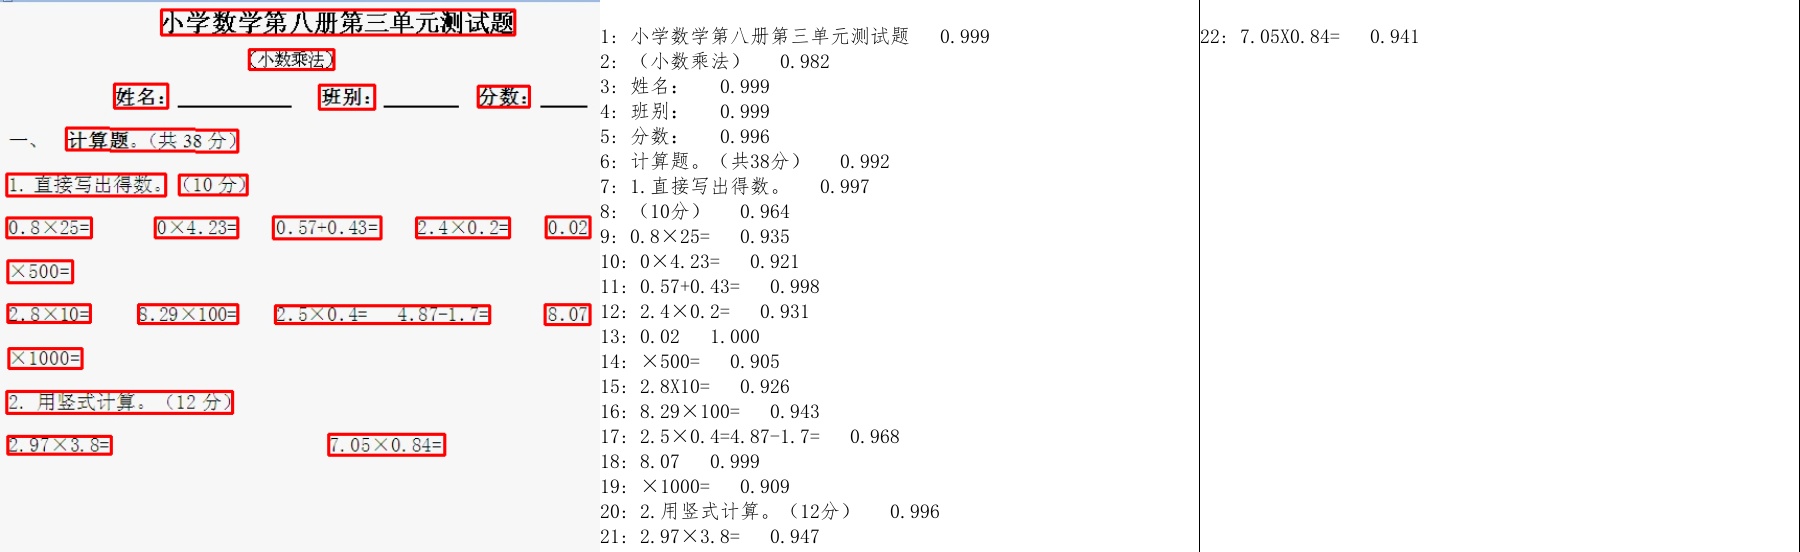 小学数学第八册第三单元测试题
（小数乘法）
姓名：＿＿＿＿ 班别：＿＿＿ 分数：＿＿
一、 计算题。（共 38 分）
1. 直接写出得数。（10 分）
0.8×25= 0×4.23= 0.57+0.43= 2.4×0.2= 0.02
×500=
2.8×10= 8.29×100= 2.5×0.4= 4.87-1.7= 8.07
×1000=
2. 用竖式计算。（12 分）
2.97×3.8= 7.05×0.84=
1: 小学数学第八册第三单元测试题 0.999
2: （小数乘法） 0.982
3: 姓名： 0.999
4: 班别： 0.999
5: 分数： 0.996
6: 计算题。（共38分） 0.992
7: 1.直接写出得数。 0.997
8: （10分） 0.964
9: 0.8×25= 0.935
10: 0×4.23= 0.921
11: 0.57+0.43= 0.998
12: 2.4×0.2= 0.931
13: 0.02 1.000
14: ×500= 0.905
15: 2.8X10= 0.926
16: 8.29×100= 0.943
17: 2.5×0.4=4.87-1.7= 0.968
18: 8.07 0.999
19: ×1000= 0.909
20: 2.用竖式计算。（12分） 0.996
21: 2.97×3.8= 0.947
22: 7.05X0.84= 0.941